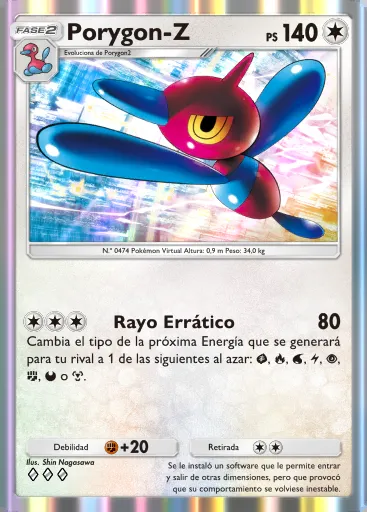 FASE 2 Porygon-Z PS 140
Evoluciona de Porygon2
N.º 0474 Pokémon Virtual Altura: 0,9 m Peso: 34,0 kg
Rayo Errático 80
Cambia el tipo de la próxima Energía que se generará
para tu rival a 1 de las siguientes al azar: , , , , ,
, o .
Debilidad +20 Retirada
Ilus. Shin Nagasawa
Se le instaló un software que le permite entrar
y salir de otras dimensiones, pero que provocó
que su comportamiento se volviese inestable.